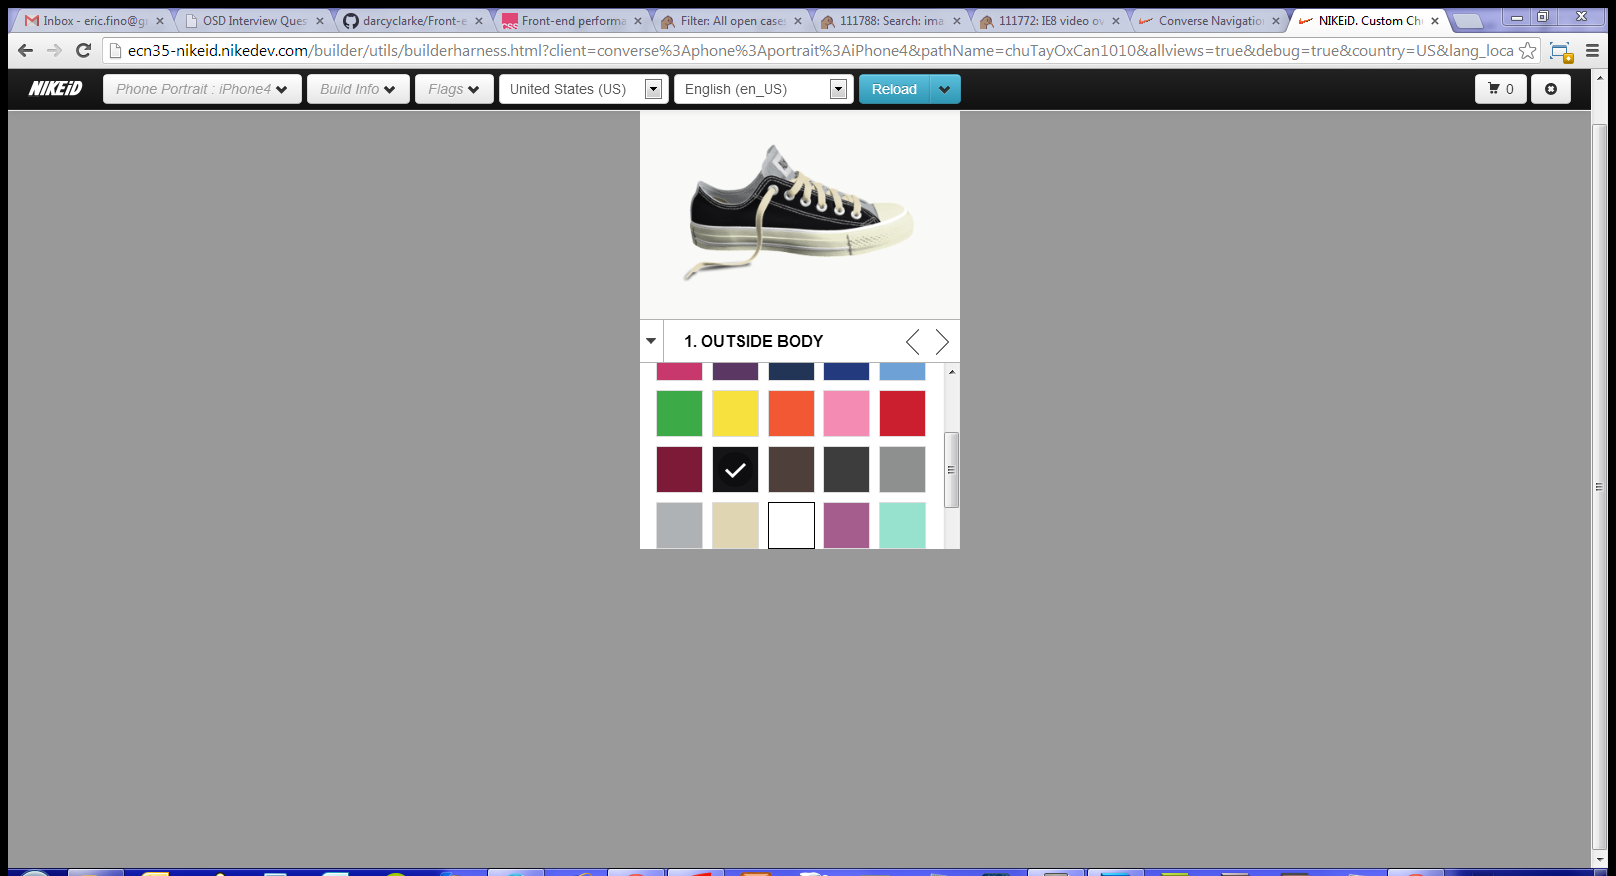 Inbox - eric.fino@gr
OSD Interview Ques
darcyclarke/Front-e
Front-end performa
Filter: All open case
111788: Search: ima
111772: IE8 video ov
Converse Navigation
NIKEiD. Custom Ch
ecn35-nikeid.nikedev.com/builder/utils/builderharness.html?client=converse%3Aphone%3Aportrait%3AiPhone4&pathName=chuTayOxCan1010&allviews=true&debug=true&country=US&lang_loca
NIKEiD
Phone Portrait : iPhone4
Build Info
Flags
United States (US)
English (en_US)
Reload
0
1. OUTSIDE BODY